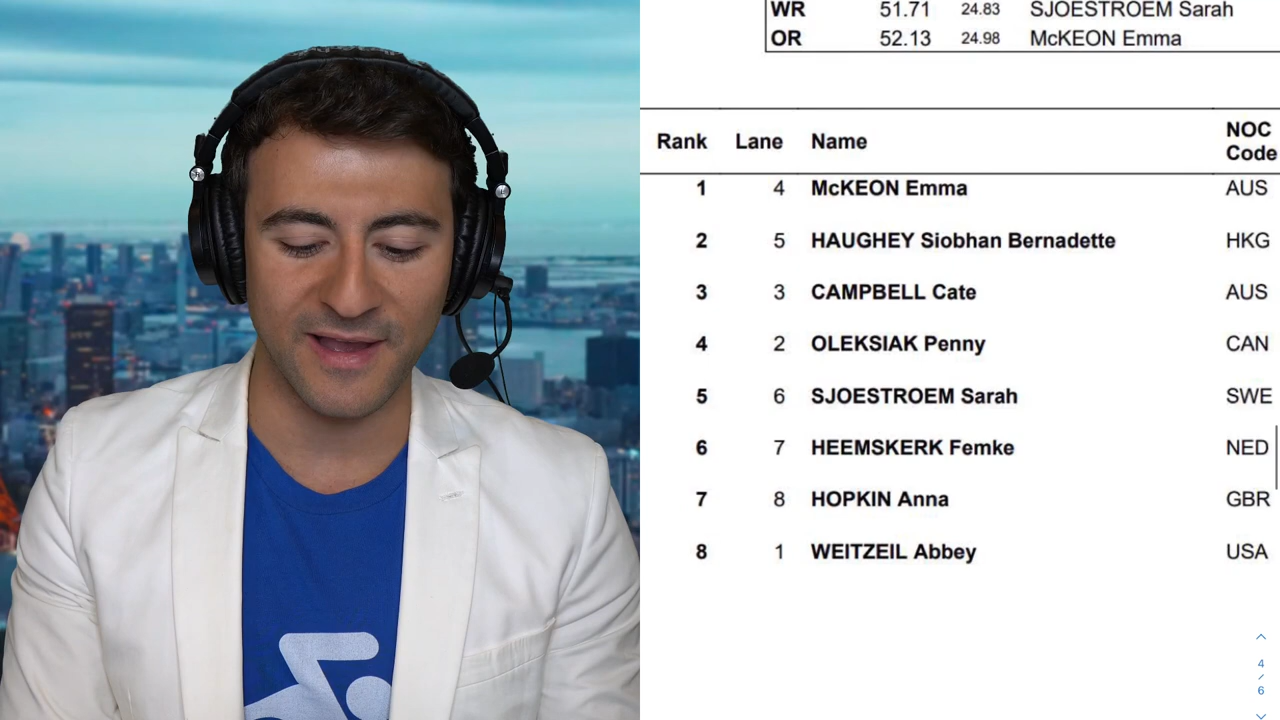 WR 51.71 24.83 SJOESTROEM Sarah
OR 52.13 24.98 McKEON Emma
Rank Lane Name NOC Code
1 4 McKEON Emma AUS
2 5 HAUGHEY Siobhan Bernadette HKG
3 3 CAMPBELL Cate AUS
4 2 OLEKSIAK Penny CAN
5 6 SJOESTROEM Sarah SWE
6 7 HEEMSKERK Femke NED
7 8 HOPKIN Anna GBR
8 1 WEITZEIL Abbey USA
4 / 6